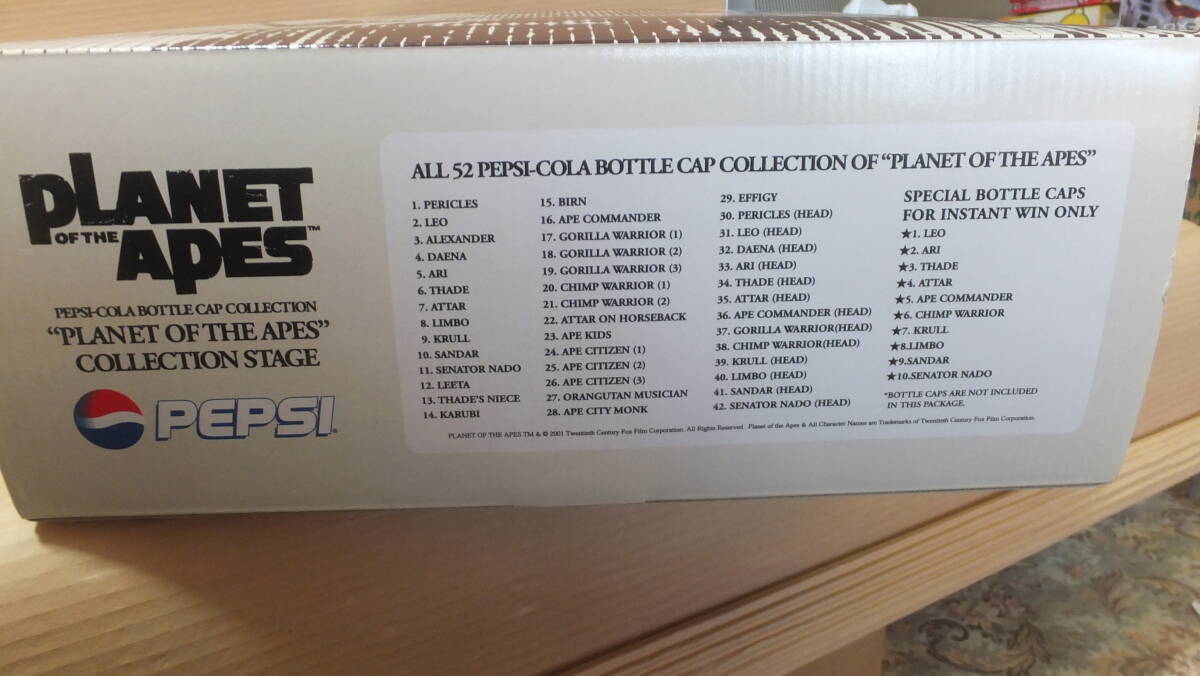 PLANET
OF THE
APES™
PEPSI-COLA BOTTLE CAP COLLECTION
“PLANET OF THE APES”
COLLECTION STAGE
PEPSI®
ALL 52 PEPSI-COLA BOTTLE CAP COLLECTION OF “PLANET OF THE APES”
1. PERICLES
2. LEO
3. ALEXANDER
4. DAENA
5. ARI
6. THADE
7. ATTAR
8. LIMBO
9. KRULL
10. SANDAR
11. SENATOR NADO
12. LEETA
13. THADE'S NIECE
14. KARUBI
15. BIRN
16. APE COMMANDER
17. GORILLA WARRIOR (1)
18. GORILLA WARRIOR (2)
19. GORILLA WARRIOR (3)
20. CHIMP WARRIOR (1)
21. CHIMP WARRIOR (2)
22. ATTAR ON HORSEBACK
23. APE KIDS
24. APE CITIZEN (1)
25. APE CITIZEN (2)
26. APE CITIZEN (3)
27. ORANGUTAN MUSICIAN
28. APE CITY MONK
29. EFFIGY
30. PERICLES (HEAD)
31. LEO (HEAD)
32. DAENA (HEAD)
33. ARI (HEAD)
34. THADE (HEAD)
35. ATTAR (HEAD)
36. APE COMMANDER (HEAD)
37. GORILLA WARRIOR(HEAD)
38. CHIMP WARRIOR(HEAD)
39. KRULL (HEAD)
40. LIMBO (HEAD)
41. SANDAR (HEAD)
42. SENATOR NADO (HEAD)
SPECIAL BOTTLE CAPS
FOR INSTANT WIN ONLY
★1. LEO
★2. ARI
★3. THADE
★4. ATTAR
★5. APE COMMANDER
★6. CHIMP WARRIOR
★7. KRULL
★8.LIMBO
★9.SANDAR
★10.SENATOR NADO
*BOTTLE CAPS ARE NOT INCLUDED
IN THIS PACKAGE.
PLANET OF THE APES TM & © 2001 Twentieth Century Fox Film Corporation. All Rights Reserved. Planet of the Apes & All Character Names are Trademarks of Twentieth Century Fox Film Corporation.